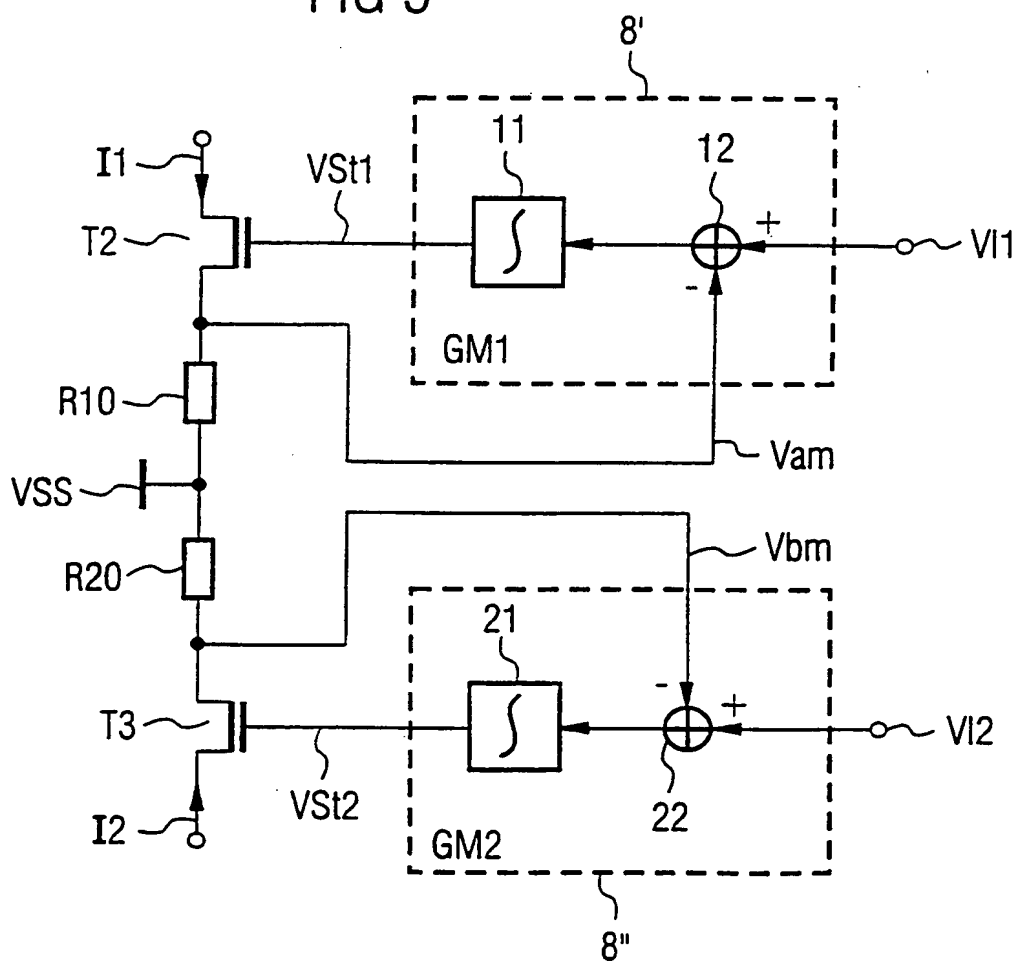 8'
11
12
I1
VSt1
+
T2
VI1
-
GM1
R10
Vam
VSS
Vbm
R20
21
-
+
T3
VI2
VSt2
22
I2
GM2
8"